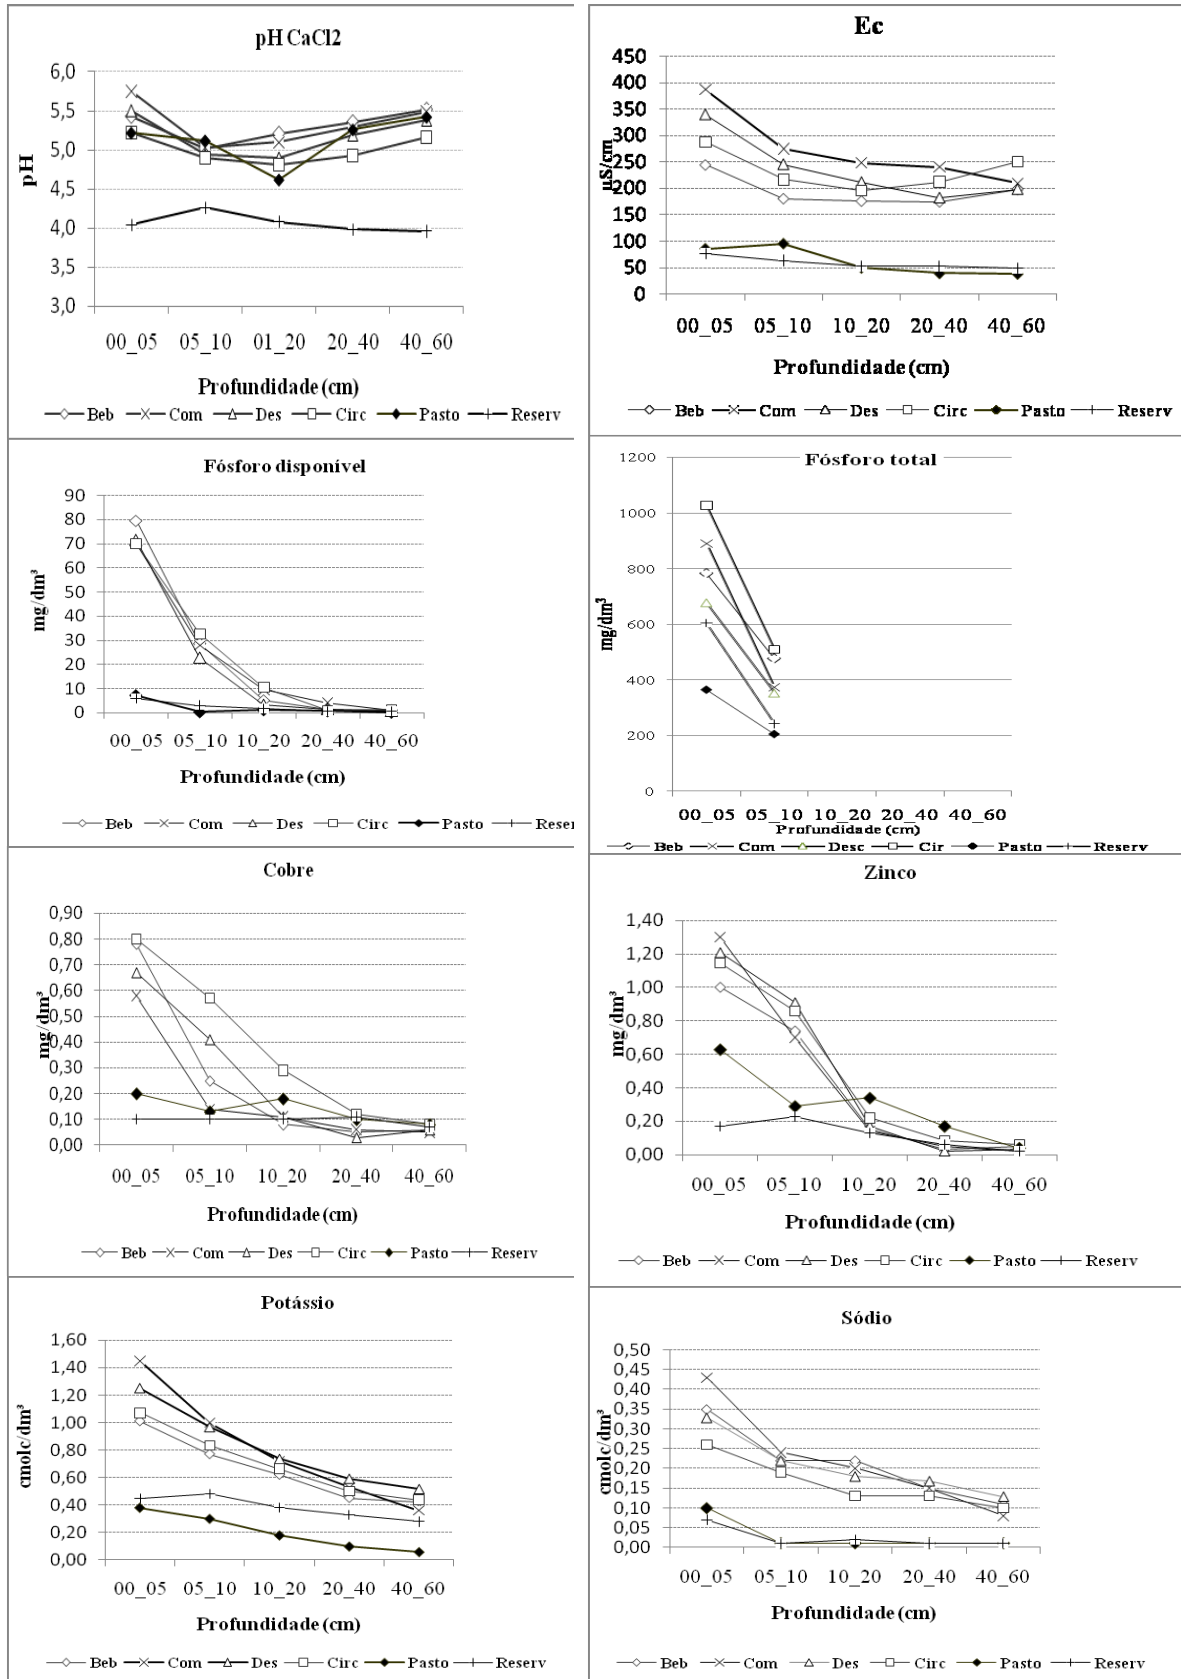 pH CaCl2
6,0
5,5
5,0
4,5
4,0
3,5
3,0
pH
00_05 05_10 01_20 20_40 40_60
Profundidade (cm)
Beb Com Des Circ Pasto Reserv
Ec
450
400
350
300
250
200
150
100
50
0
µS/cm
00_05 05_10 10_20 20_40 40_60
Profundidade (cm)
Beb Com Des Circ Pasto Reserv
Fósforo disponível
90
80
70
60
50
40
30
20
10
0
mg/dm³
00_05 05_10 10_20 20_40 40_60
Profundidade (cm)
Beb Com Des Circ Pasto Reser
Fósforo total
1200
1000
800
600
400
200
0
mg/dm³
00_05 05_10 10_20 20_40 40_60
Profundidade (cm)
Beb Com Desc Cir Pasto Reserv
Cobre
0,90
0,80
0,70
0,60
0,50
0,40
0,30
0,20
0,10
0,00
mg/dm³
00_05 05_10 10_20 20_40 40_60
Profundidade (cm)
Beb Com Des Circ Pasto Reserv
Zinco
1,40
1,20
1,00
0,80
0,60
0,40
0,20
0,00
mg/dm³
00_05 05_10 10_20 20_40 40_60
Profundidade (cm)
Beb Com Des Circ Pasto Reserv
Potássio
1,60
1,40
1,20
1,00
0,80
0,60
0,40
0,20
0,00
cmolc/dm³
00_05 05_10 10_20 20_40 40_60
Profundidade (cm)
Beb Com Des Circ Pasto Reserv
Sódio
0,50
0,45
0,40
0,35
0,30
0,25
0,20
0,15
0,10
0,05
0,00
cmolc/dm³
00_05 05_10 10_20 20_40 40_60
Profundidade (cm)
Beb Com Des Circ Pasto Reserv